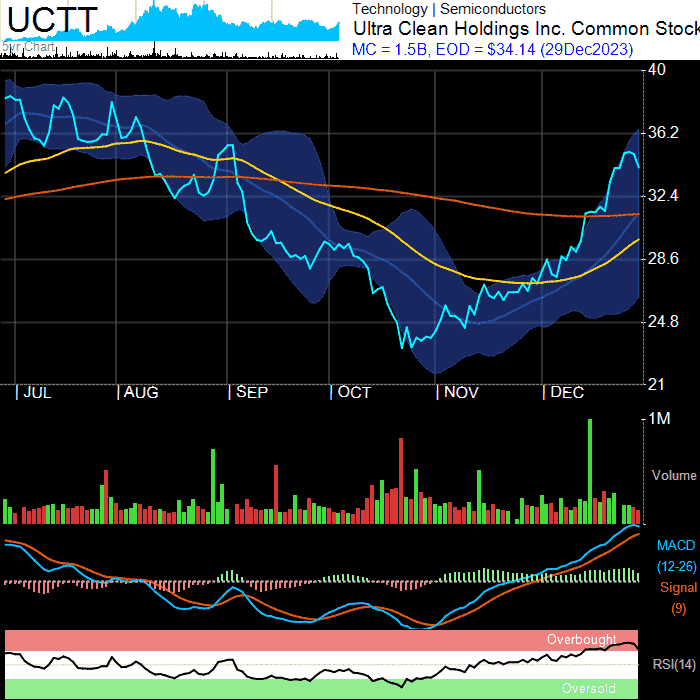 UCTT
5yr Chart
Technology | Semiconductors
Ultra Clean Holdings Inc. Common Stock
MC = 1.5B, EOD = $34.14 (29Dec2023)
40
36.2
32.4
28.6
24.8
21
| JUL | AUG | SEP | OCT | NOV | DEC
1M
Volume
MACD
(12-26)
Signal
(9)
Overbought
RSI(14)
Oversold